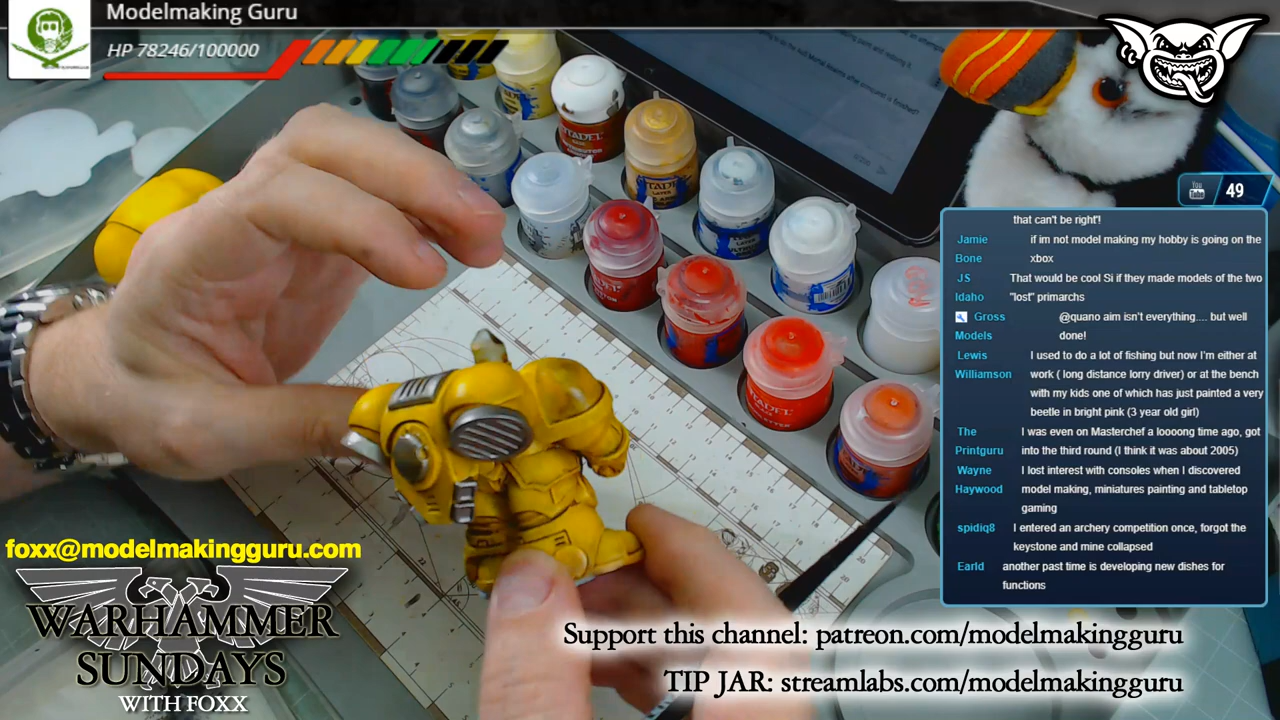 Modelmaking Guru
HP 78246/100000
You
Tube
49
that can't be right'!
Jamie if im not model making my hobby is going on the
Bone xbox
JS That would be cool Si if they made models of the two
Idaho "lost" primarchs
Gross @quano aim isn't everything.... but well
Models done!
Lewis I used to do a lot of fishing but now I'm either at
Williamson work ( long distance lorry driver) or at the bench
with my kids one of which has just painted a very
beetle in bright pink (3 year old girl)
The I was even on Masterchef a loooong time ago, got
Printguru into the third round (I think it was about 2005)
Wayne I lost interest with consoles when I discovered
Haywood model making, miniatures painting and tabletop
gaming
spidiq8 I entered an archery competition once, forgot the
keystone and mine collapsed
Earld another past time is developing new dishes for
functions
CITADEL
LAYER
foxx@modelmakingguru.com
WARHAMMER
SUNDAYS
WITH FOXX
Support this channel: patreon.com/modelmakingguru
TIP JAR: streamlabs.com/modelmakingguru